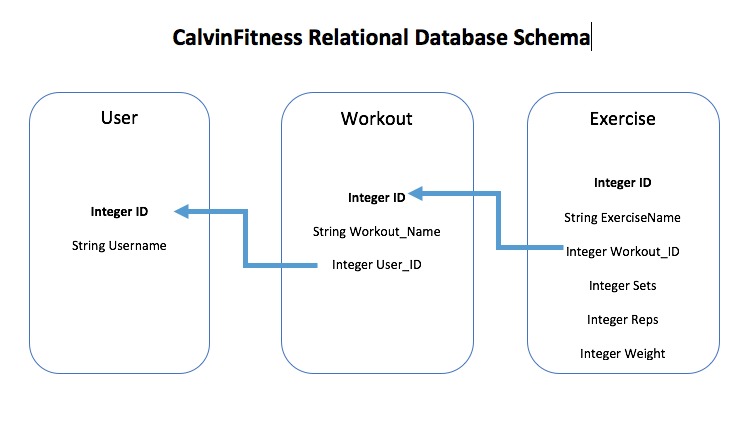 CalvinFitness Relational Database Schema
User
Integer ID
String Username
Workout
Integer ID
String Workout_Name
Integer User_ID
Exercise
Integer ID
String ExerciseName
Integer Workout_ID
Integer Sets
Integer Reps
Integer Weight